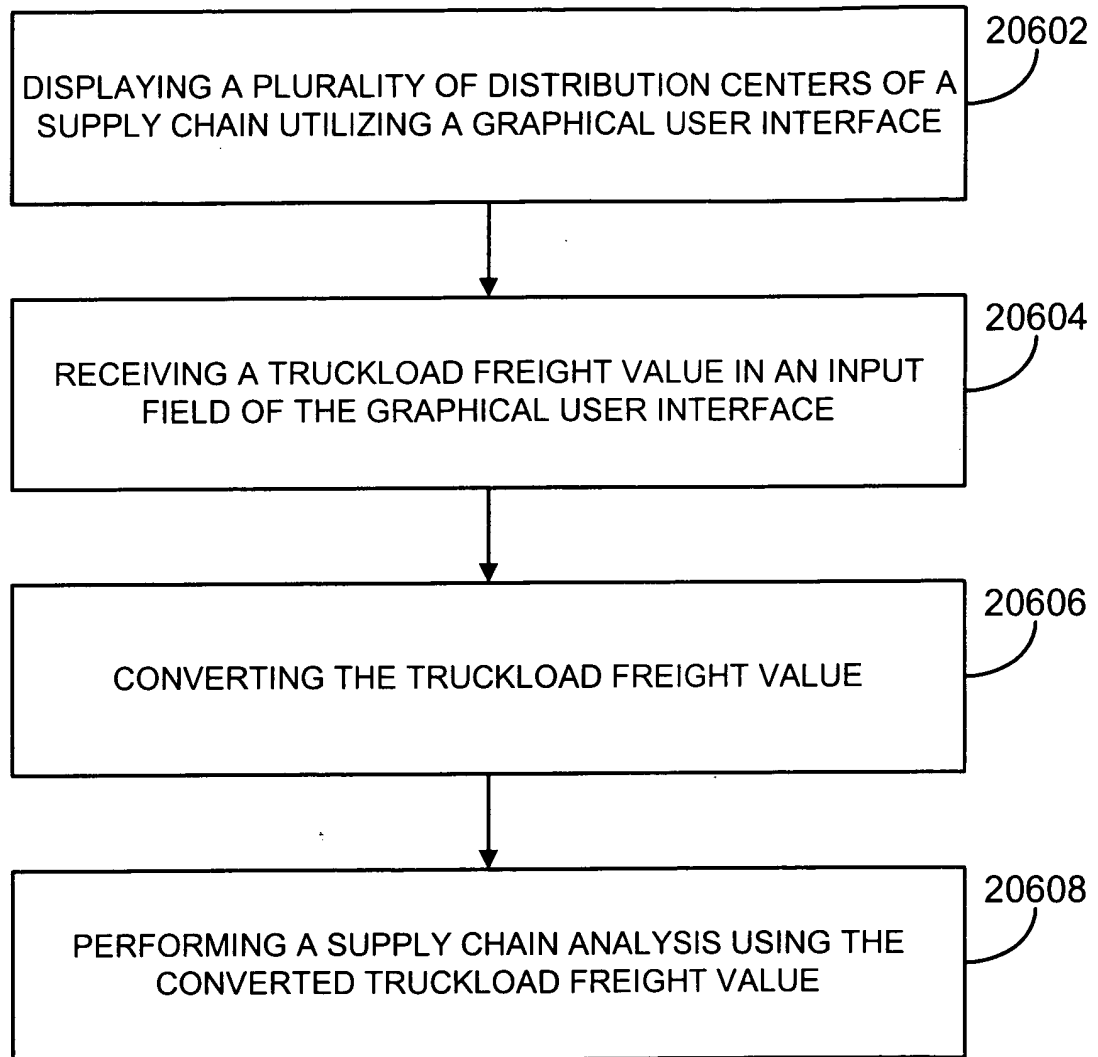 20602
DISPLAYING A PLURALITY OF DISTRIBUTION CENTERS OF A
SUPPLY CHAIN UTILIZING A GRAPHICAL USER INTERFACE
20604
RECEIVING A TRUCKLOAD FREIGHT VALUE IN AN INPUT
FIELD OF THE GRAPHICAL USER INTERFACE
20606
CONVERTING THE TRUCKLOAD FREIGHT VALUE
20608
PERFORMING A SUPPLY CHAIN ANALYSIS USING THE
CONVERTED TRUCKLOAD FREIGHT VALUE